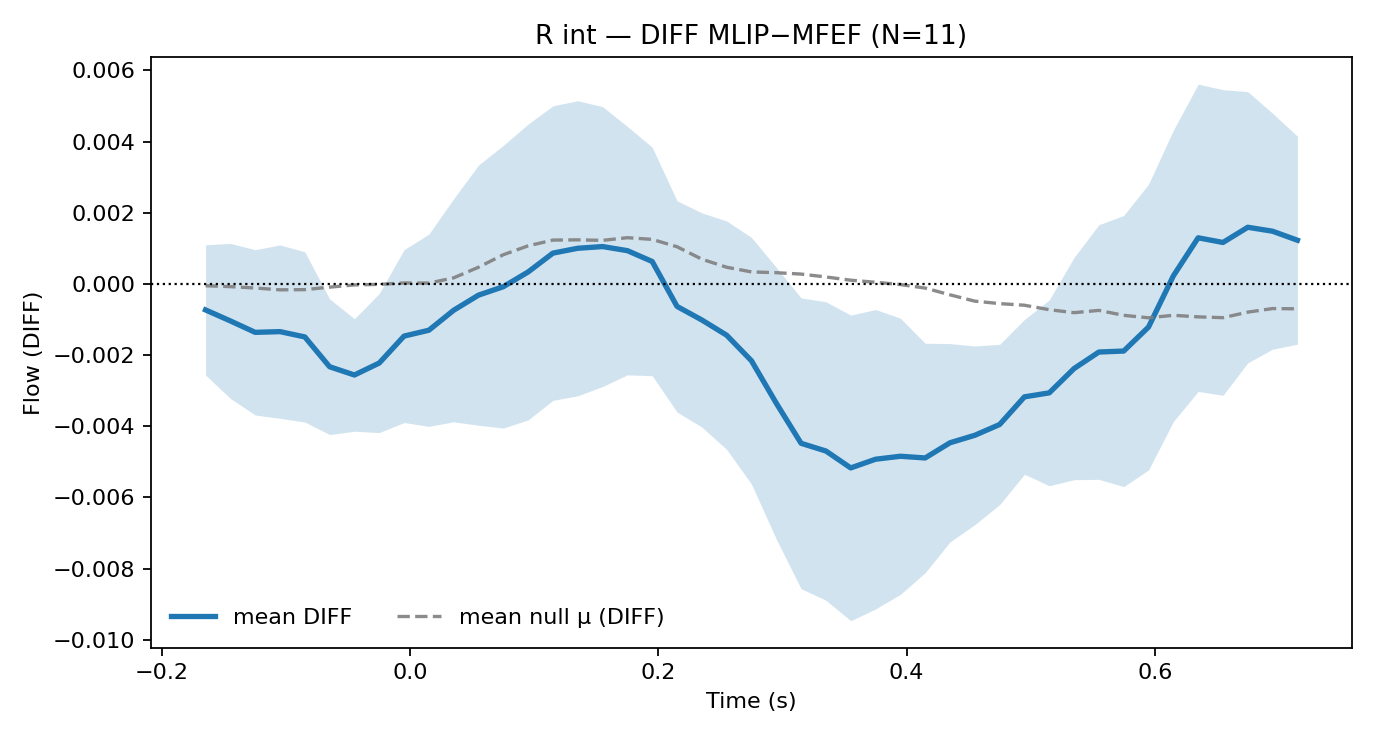 R int — DIFF MLIP−MFEF (N=11)
0.006
0.004
0.002
0.000
−0.002
−0.004
−0.006
−0.008
−0.010
Flow (DIFF)
mean DIFF
mean null μ (DIFF)
−0.2
0.0
0.2
0.4
0.6
Time (s)